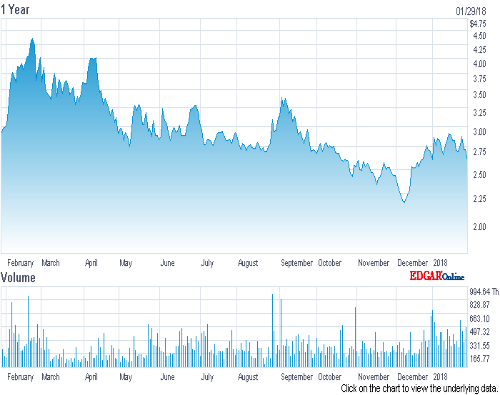 1 Year 01/29/18
$4.75
4.50
4.25
4.00
3.75
3.50
3.25
3.00
2.75
2.50
2.25
2.00
February March April May June July August September October November December 2018
EDGAROnline
Volume
994.64 Th
828.87
663.10
497.32
331.55
165.77
February March April May June July August September October November December 2018
Click on the chart to view the underlying data.